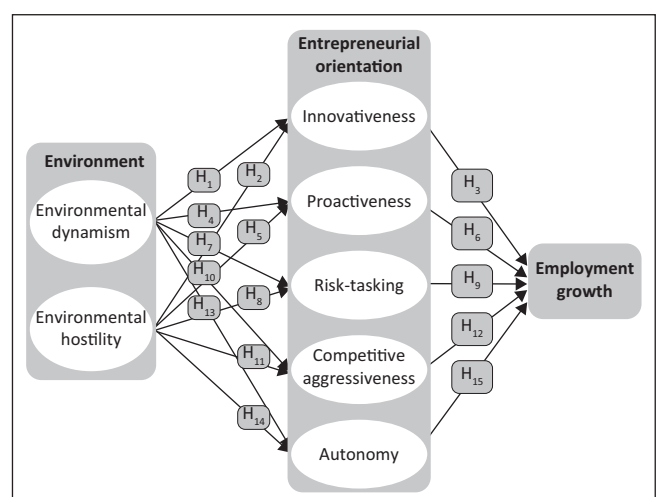 Entrepreneurial
orientation
Innovativeness
Environment
H1
H2
H3
Proactiveness
Environmental
dynamism
H4
H5
H6
H7
Employment
growth
H10
Risk-tasking
H9
H8
H13
Environmental
hostility
H12
Competitive
aggressiveness
H11
H15
H14
Autonomy